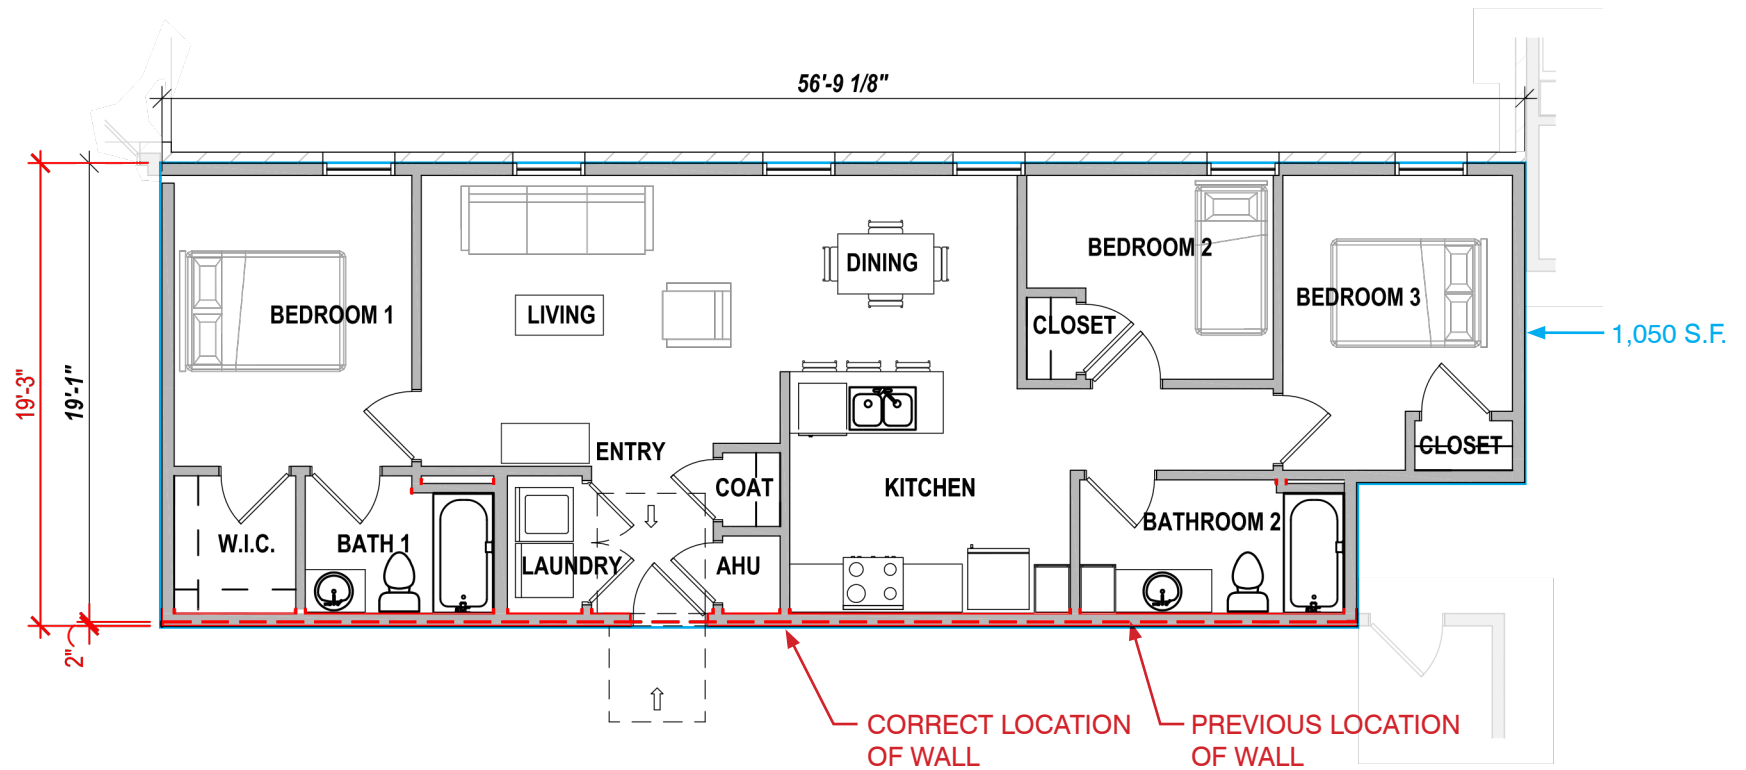 56'-9 1/8"
BEDROOM 2
DINING
BEDROOM 3
BEDROOM 1
LIVING
CLOSET
1,050 S.F.
19'-3"
19'-1"
ENTRY
CLOSET
COAT
KITCHEN
BATHROOM 2
W.I.C.
BATH 1
LAUNDRY
AHU
2"
CORRECT LOCATION
OF WALL
PREVIOUS LOCATION
OF WALL